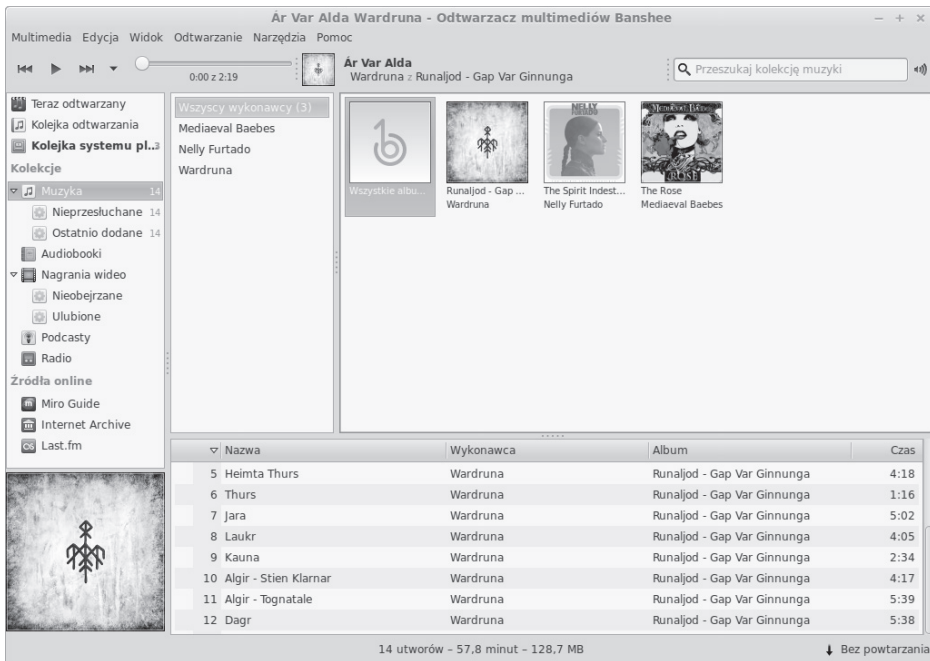 Ár Var Alda Wardruna - Odtwarzacz multimediów Banshee
Multimedia Edycja Widok Odtwarzanie Narzędzia Pomoc
0:00 z 2:19
Ár Var Alda
Wardruna z Runaljod - Gap Var Ginnunga
Przeszukaj kolekcję muzyki
Teraz odtwarzany
Kolejka odtwarzania
Kolejka systemu pl..3
Kolekcje
Muzyka 14
Nieprzesłuchane 14
Ostatnio dodane 14
Audiobooki
Nagrania wideo
Nieobejrzane
Ulubione
Podcasty
Radio
Źródła online
Miro Guide
Internet Archive
Last.fm
Wszyscy wykonawcy (3)
Mediaeval Baebes
Nelly Furtado
Wardruna
Wszystkie albu...
Runaljod - Gap ...
Wardruna
NELLY
FURTADO
The Spirit Indest...
Nelly Furtado
Mediæval Bæbes
ROSE
The Rose
Mediaeval Baebes
Nazwa Wykonawca Album Czas
5 Heimta Thurs Wardruna Runaljod - Gap Var Ginnunga 4:18
6 Thurs Wardruna Runaljod - Gap Var Ginnunga 1:16
7 Jara Wardruna Runaljod - Gap Var Ginnunga 5:02
8 Laukr Wardruna Runaljod - Gap Var Ginnunga 4:05
9 Kauna Wardruna Runaljod - Gap Var Ginnunga 2:34
10 Algir - Stien Klarnar Wardruna Runaljod - Gap Var Ginnunga 4:17
11 Algir - Tognatale Wardruna Runaljod - Gap Var Ginnunga 5:39
12 Dagr Wardruna Runaljod - Gap Var Ginnunga 5:38
14 utworów – 57,8 minut – 128,7 MB
Bez powtarzania